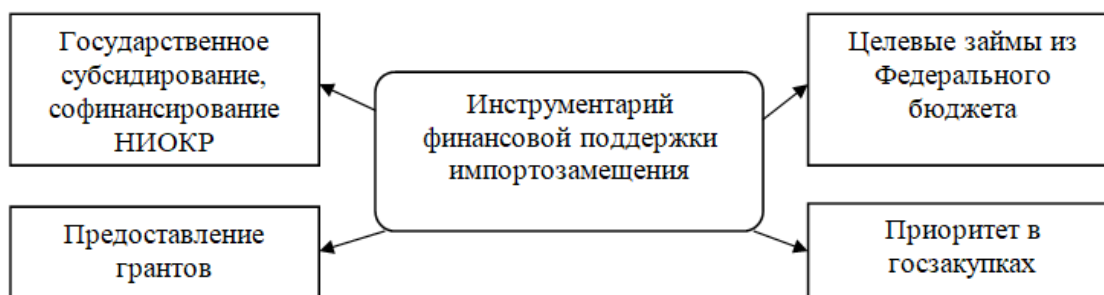 Государственное
субсидирование,
софинансирование
НИОКР
Инструментарий
финансовой поддержки
импортозамещения
Целевые займы из
Федерального
бюджета
Предоставление
грантов
Приоритет в
госзакупках